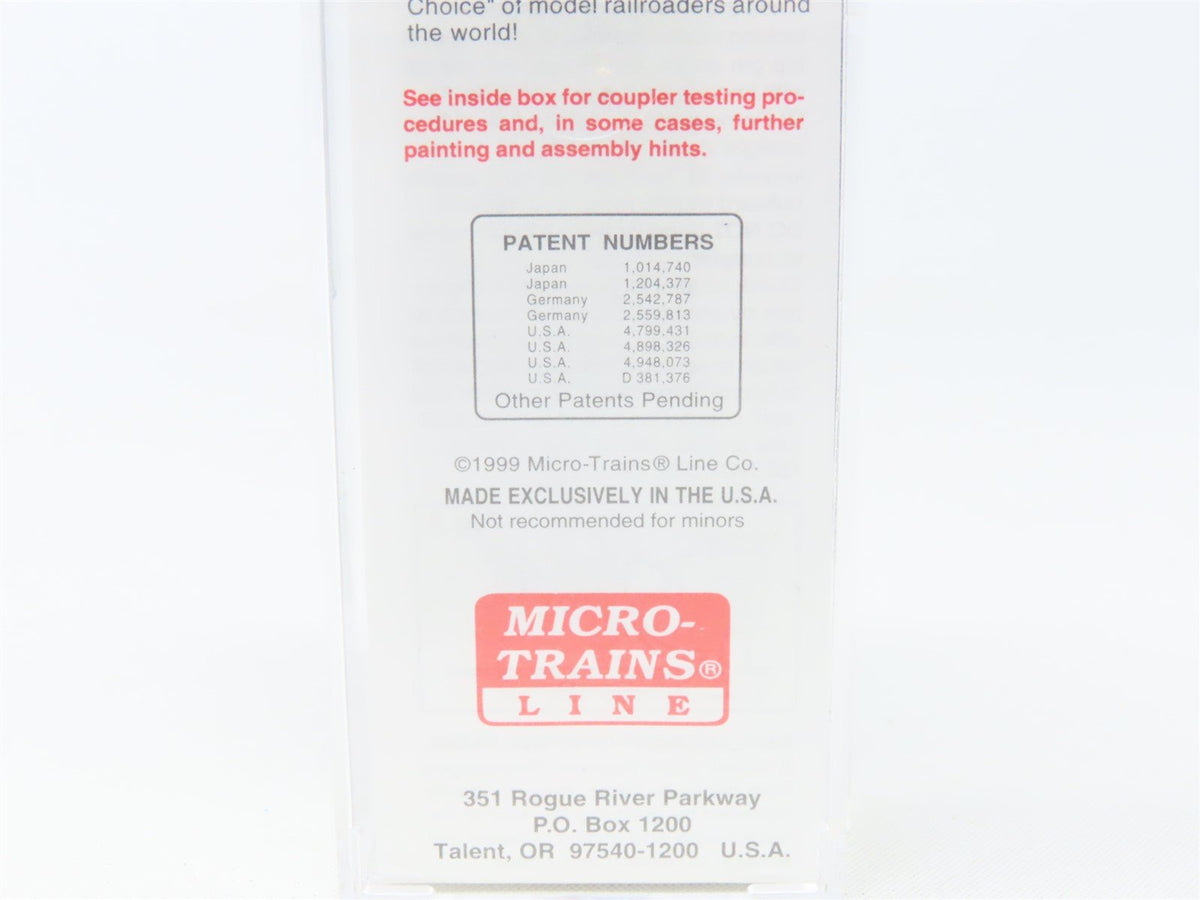 Choice" of model railroaders around
the world!
See inside box for coupler testing pro-
cedures and, in some cases, further
painting and assembly hints.
PATENT NUMBERS
Japan 1,014,740
Japan 1,204,377
Germany 2,542,787
Germany 2,559,813
U.S.A. 4,799,431
U.S.A. 4,898,326
U.S.A. 4,948,073
U.S.A. D 381,376
Other Patents Pending
©1999 Micro-Trains® Line Co.
MADE EXCLUSIVELY IN THE U.S.A.
Not recommended for minors
MICRO-
TRAINS®
LINE
351 Rogue River Parkway
P.O. Box 1200
Talent, OR 97540-1200 U.S.A.